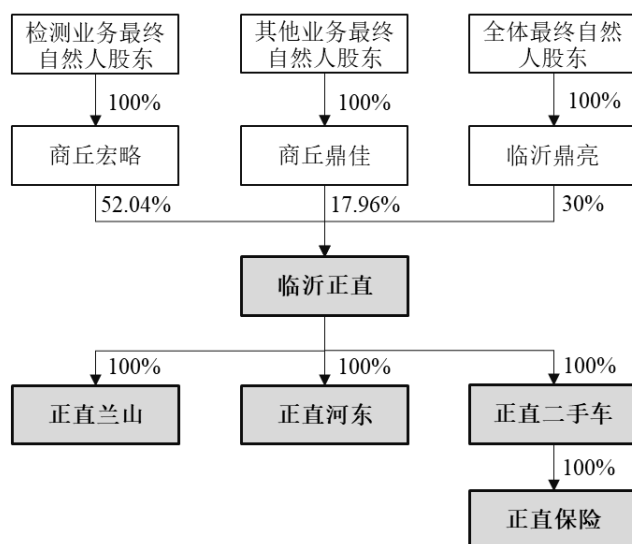 检测业务最终
自然人股东
其他业务最终
自然人股东
全体最终自然
人股东
100%
100%
100%
商丘宏略
商丘鼎佳
临沂鼎亮
52.04%
17.96%
30%
临沂正直
100%
100%
100%
正直兰山
正直河东
正直二手车
100%
正直保险